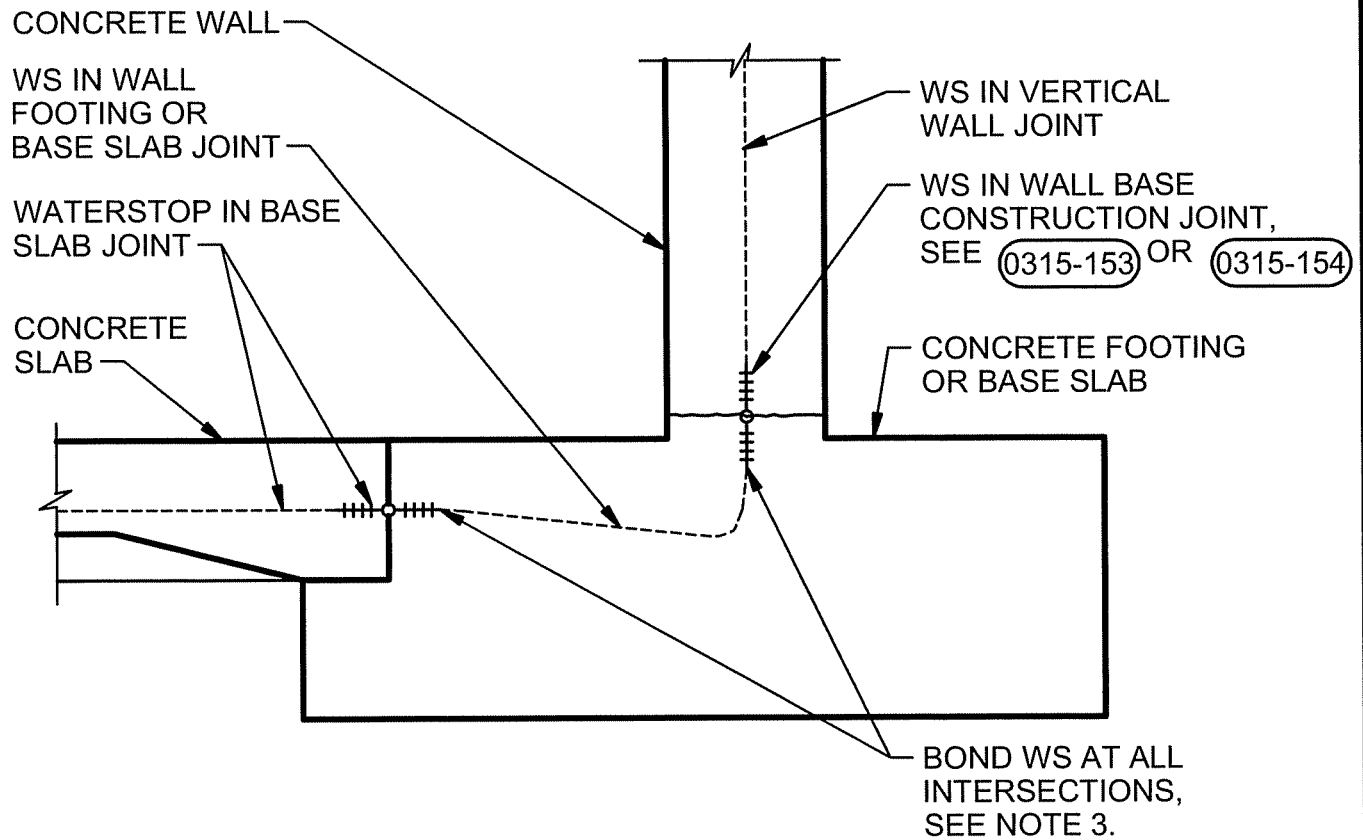 CONCRETE WALL
WS IN WALL
FOOTING OR
BASE SLAB JOINT
WATERSTOP IN BASE
SLAB JOINT
CONCRETE
SLAB
WS IN VERTICAL
WALL JOINT
WS IN WALL BASE
CONSTRUCTION JOINT,
SEE 0315-153 OR 0315-154
CONCRETE FOOTING
OR BASE SLAB
BOND WS AT ALL
INTERSECTIONS,
SEE NOTE 3.